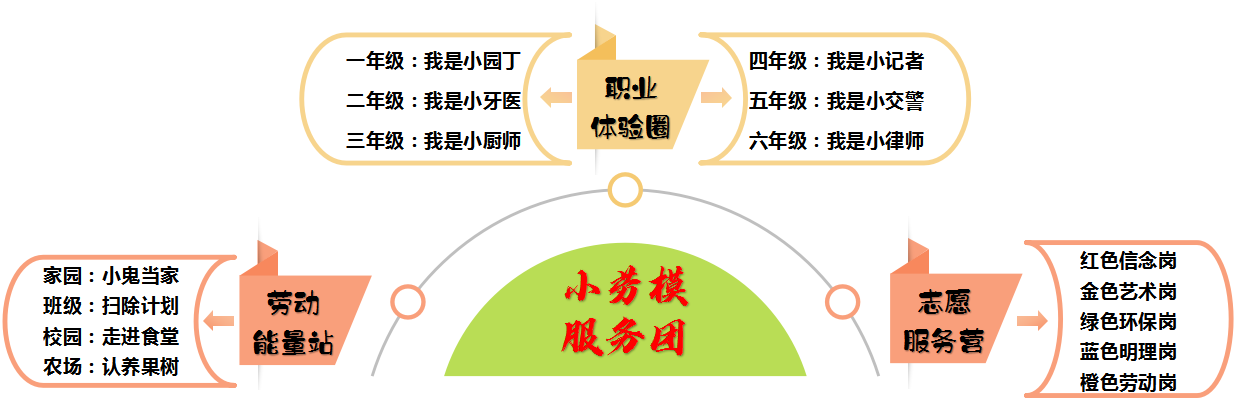 一年级：我是小园丁
二年级：我是小牙医
三年级：我是小厨师
职业
体验圈
四年级：我是小记者
五年级：我是小交警
六年级：我是小律师
家园：小鬼当家
班级：扫除计划
校园：走进食堂
农场：认养果树
劳动
能量站
小劳模
服务团
志愿
服务营
红色信念岗
金色艺术岗
绿色环保岗
蓝色明理岗
橙色劳动岗